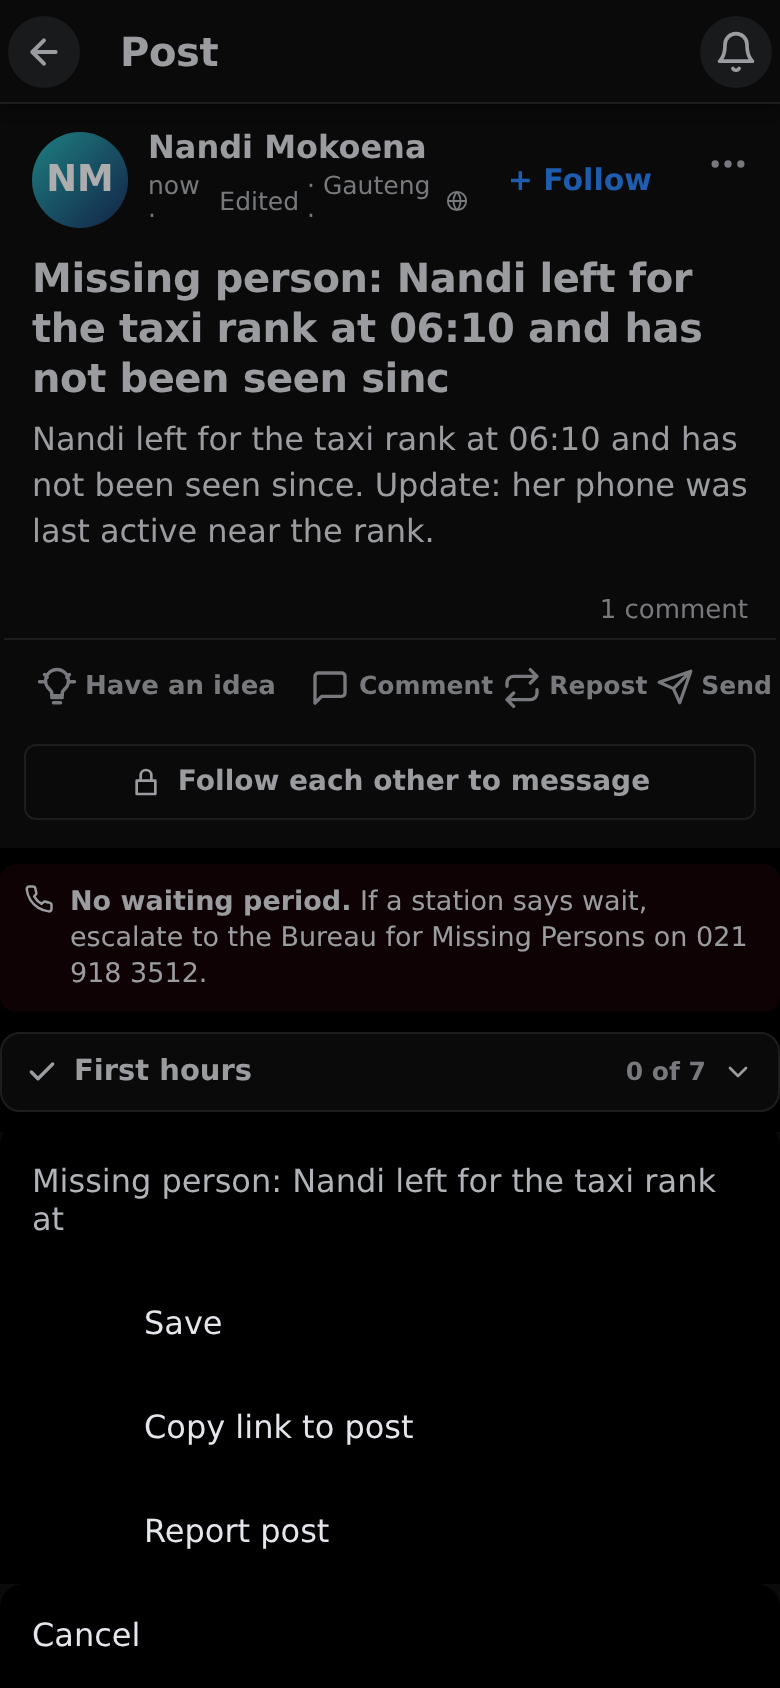 Post
Nandi Mokoena
NM
now · Edited · Gauteng ·
+ Follow
Missing person: Nandi left for
the taxi rank at 06:10 and has
not been seen sinc
Nandi left for the taxi rank at 06:10 and has
not been seen since. Update: her phone was
last active near the rank.
1 comment
Have an idea
Comment
Repost
Send
Follow each other to message
No waiting period. If a station says wait,
escalate to the Bureau for Missing Persons on 021
918 3512.
First hours
0 of 7
Missing person: Nandi left for the taxi rank
at
Save
Copy link to post
Report post
Cancel